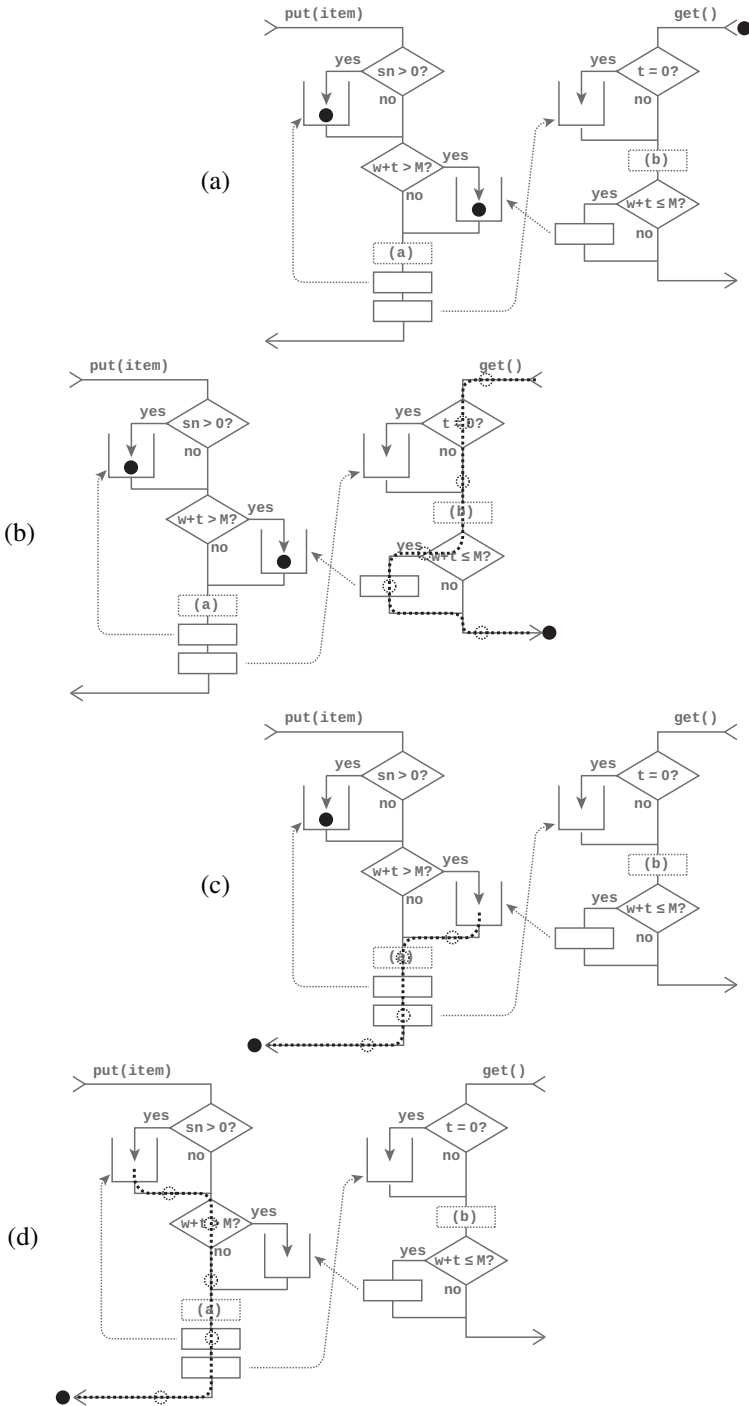 put(item)
get()
yes
sn > 0?
yes
t = 0?
no
no
(a)
w+t > M?
yes
(b)
no
yes
w+t ≤ M?
no
(a)
put(item)
get()
yes
sn > 0?
yes
t = 0?
no
no
(b)
w+t > M?
yes
(b)
no
yes
w+t ≤ M?
no
(a)
put(item)
get()
yes
sn > 0?
yes
t = 0?
no
no
(c)
w+t > M?
yes
(b)
no
yes
w+t ≤ M?
no
(a)
put(item)
get()
yes
sn > 0?
yes
t = 0?
no
no
(d)
w+t > M?
yes
(b)
no
yes
w+t ≤ M?
no
(a)